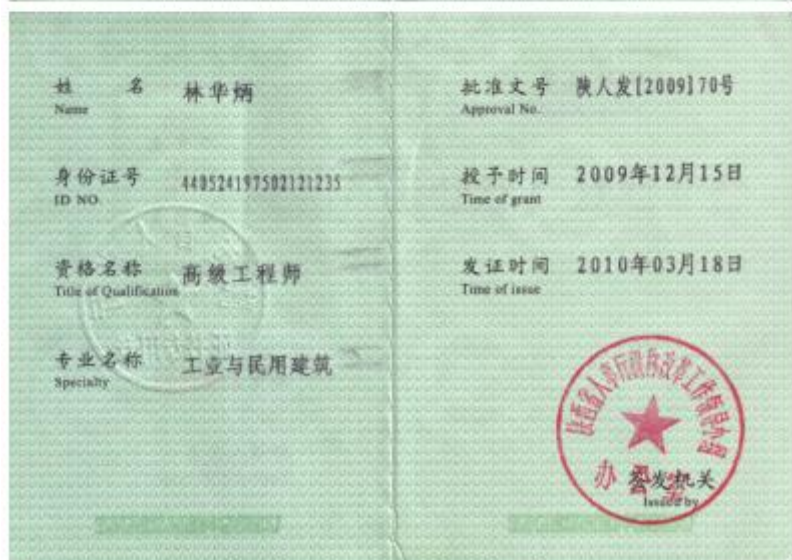 姓 名 林华炳
Name
身份证号 440524197502121235
ID NO.
资格名称 高级工程师
Title of Qualification
专业名称 工业与民用建筑
Specialty
批准文号 陕人发[2009]70号
Approval No.
授予时间 2009年12月15日
Time of grant
发证时间 2010年03月18日
Time of issue
办公室
签发机关
Issued by